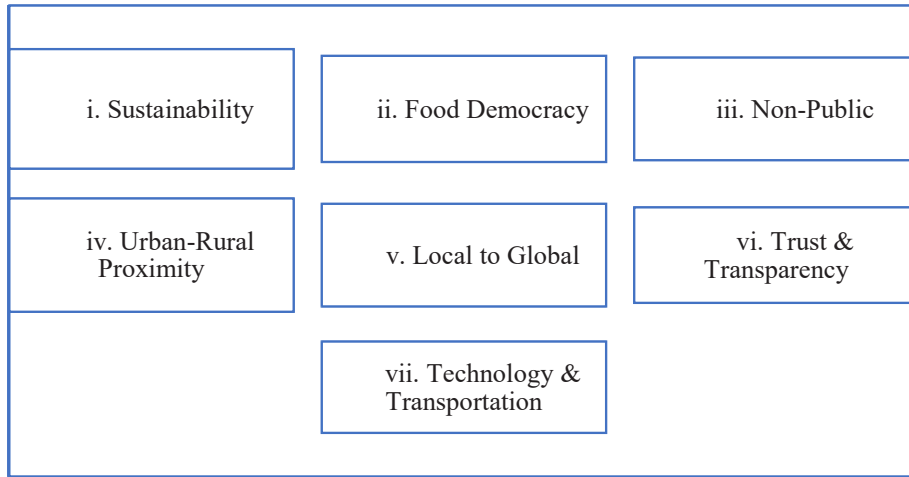 i. Sustainability
ii. Food Democracy
iii. Non-Public
iv. Urban-Rural
Proximity
v. Local to Global
vi. Trust &
Transparency
vii. Technology &
Transportation